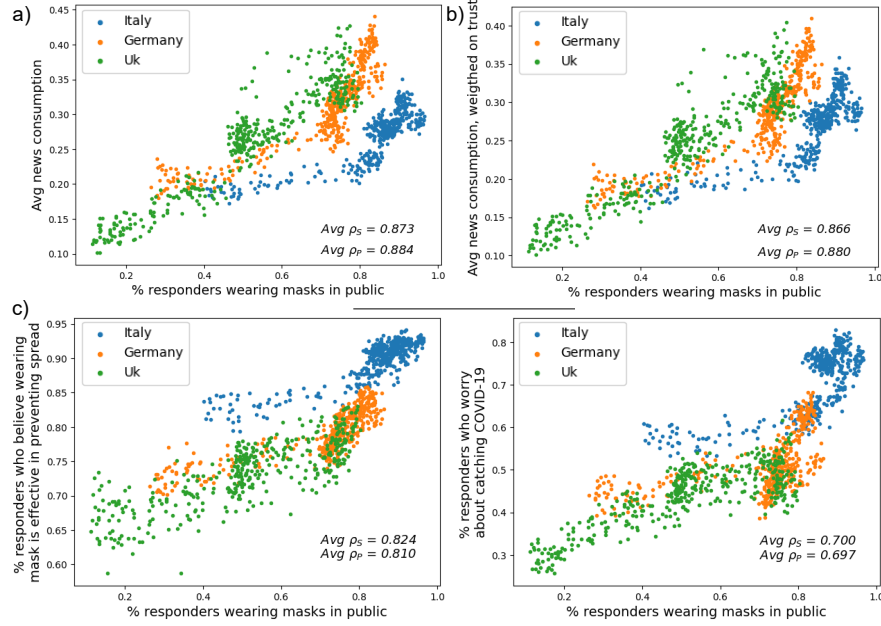 a)
Avg news consumption
0.45
0.40
0.35
0.30
0.25
0.20
0.15
0.10
Italy
Germany
Uk
Avg ρS = 0.873
Avg ρP = 0.884
0.2 0.4 0.6 0.8 1.0
% responders wearing masks in public
b)
Avg news consumption, weigthed on trust
0.40
0.35
0.30
0.25
0.20
0.15
0.10
Italy
Germany
Uk
Avg ρS = 0.866
Avg ρP = 0.880
0.2 0.4 0.6 0.8 1.0
% responders wearing masks in public
c)
% responders who believe wearing
mask is effective in preventing spread
0.95
0.90
0.85
0.80
0.75
0.70
0.65
0.60
Italy
Germany
Uk
Avg ρS = 0.824
Avg ρP = 0.810
0.2 0.4 0.6 0.8 1.0
% responders wearing masks in public
% responders who worry
about catching COVID-19
0.8
0.7
0.6
0.5
0.4
0.3
Italy
Germany
Uk
Avg ρS = 0.700
Avg ρP = 0.697
0.2 0.4 0.6 0.8 1.0
% responders wearing masks in public